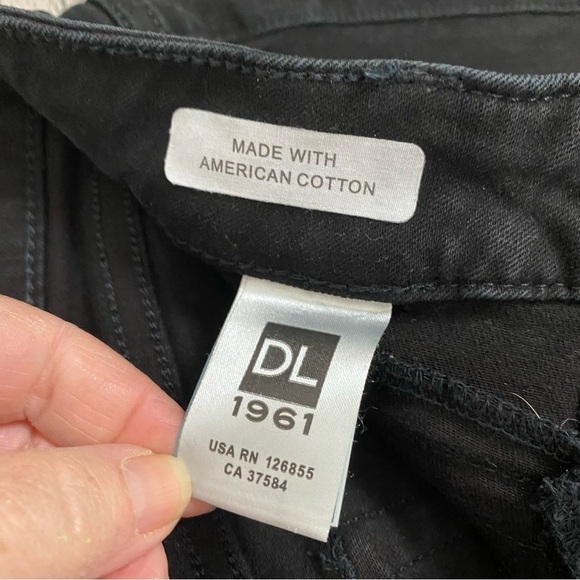 MADE WITH
AMERICAN COTTON
DL
1961
USA RN 126855
CA 37584